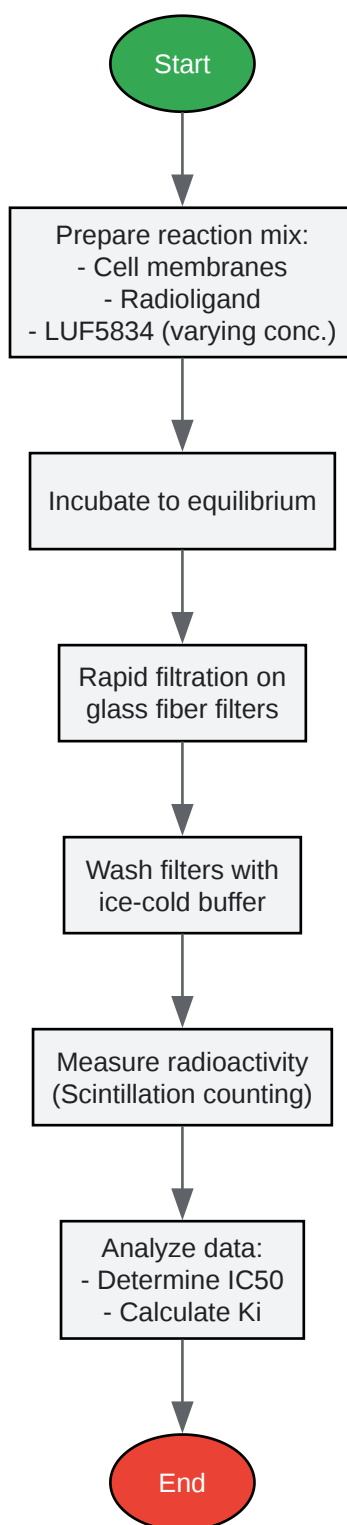 Start
Prepare reaction mix:
- Cell membranes
- Radioligand
- LUF5834 (varying conc.)
Incubate to equilibrium
Rapid filtration on
glass fiber filters
Wash filters with
ice-cold buffer
Measure radioactivity
(Scintillation counting)
Analyze data:
- Determine IC50
- Calculate Ki
End